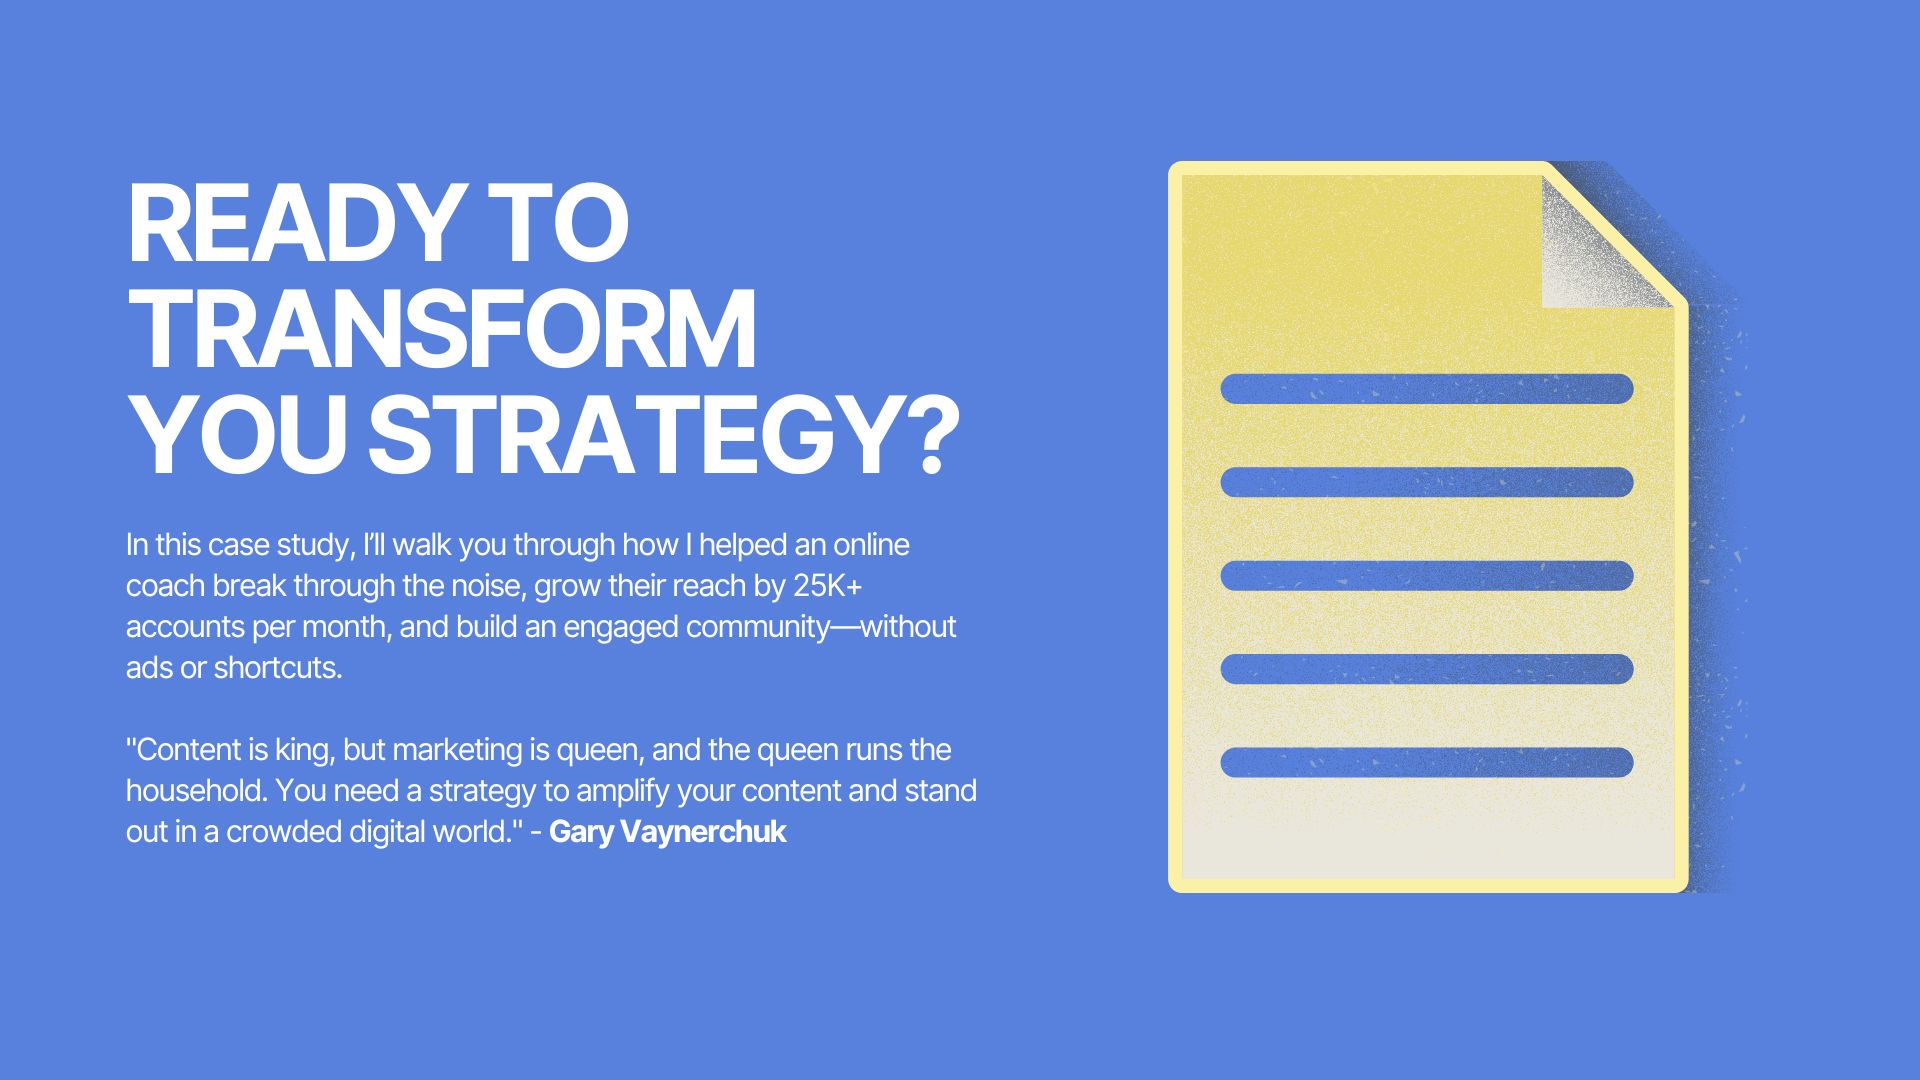 READY TO
TRANSFORM
YOU STRATEGY?
In this case study, I’ll walk you through how I helped an online
coach break through the noise, grow their reach by 25K+
accounts per month, and build an engaged community—without
ads or shortcuts.
"Content is king, but marketing is queen, and the queen runs the
household. You need a strategy to amplify your content and stand
out in a crowded digital world." - Gary Vaynerchuk